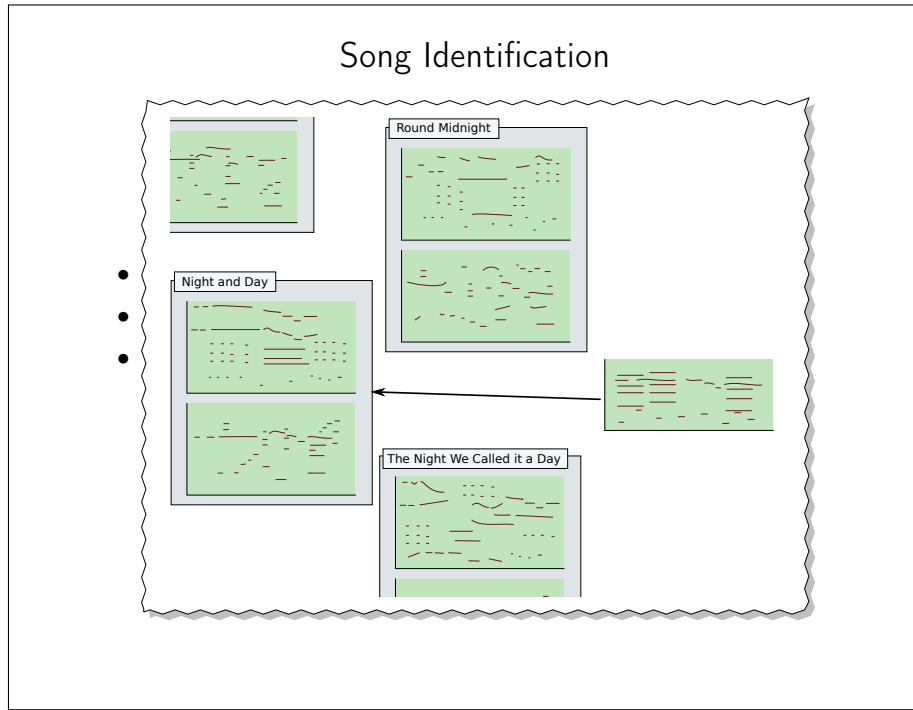 Song Identification
Round Midnight
Night and Day
The Night We Called it a Day